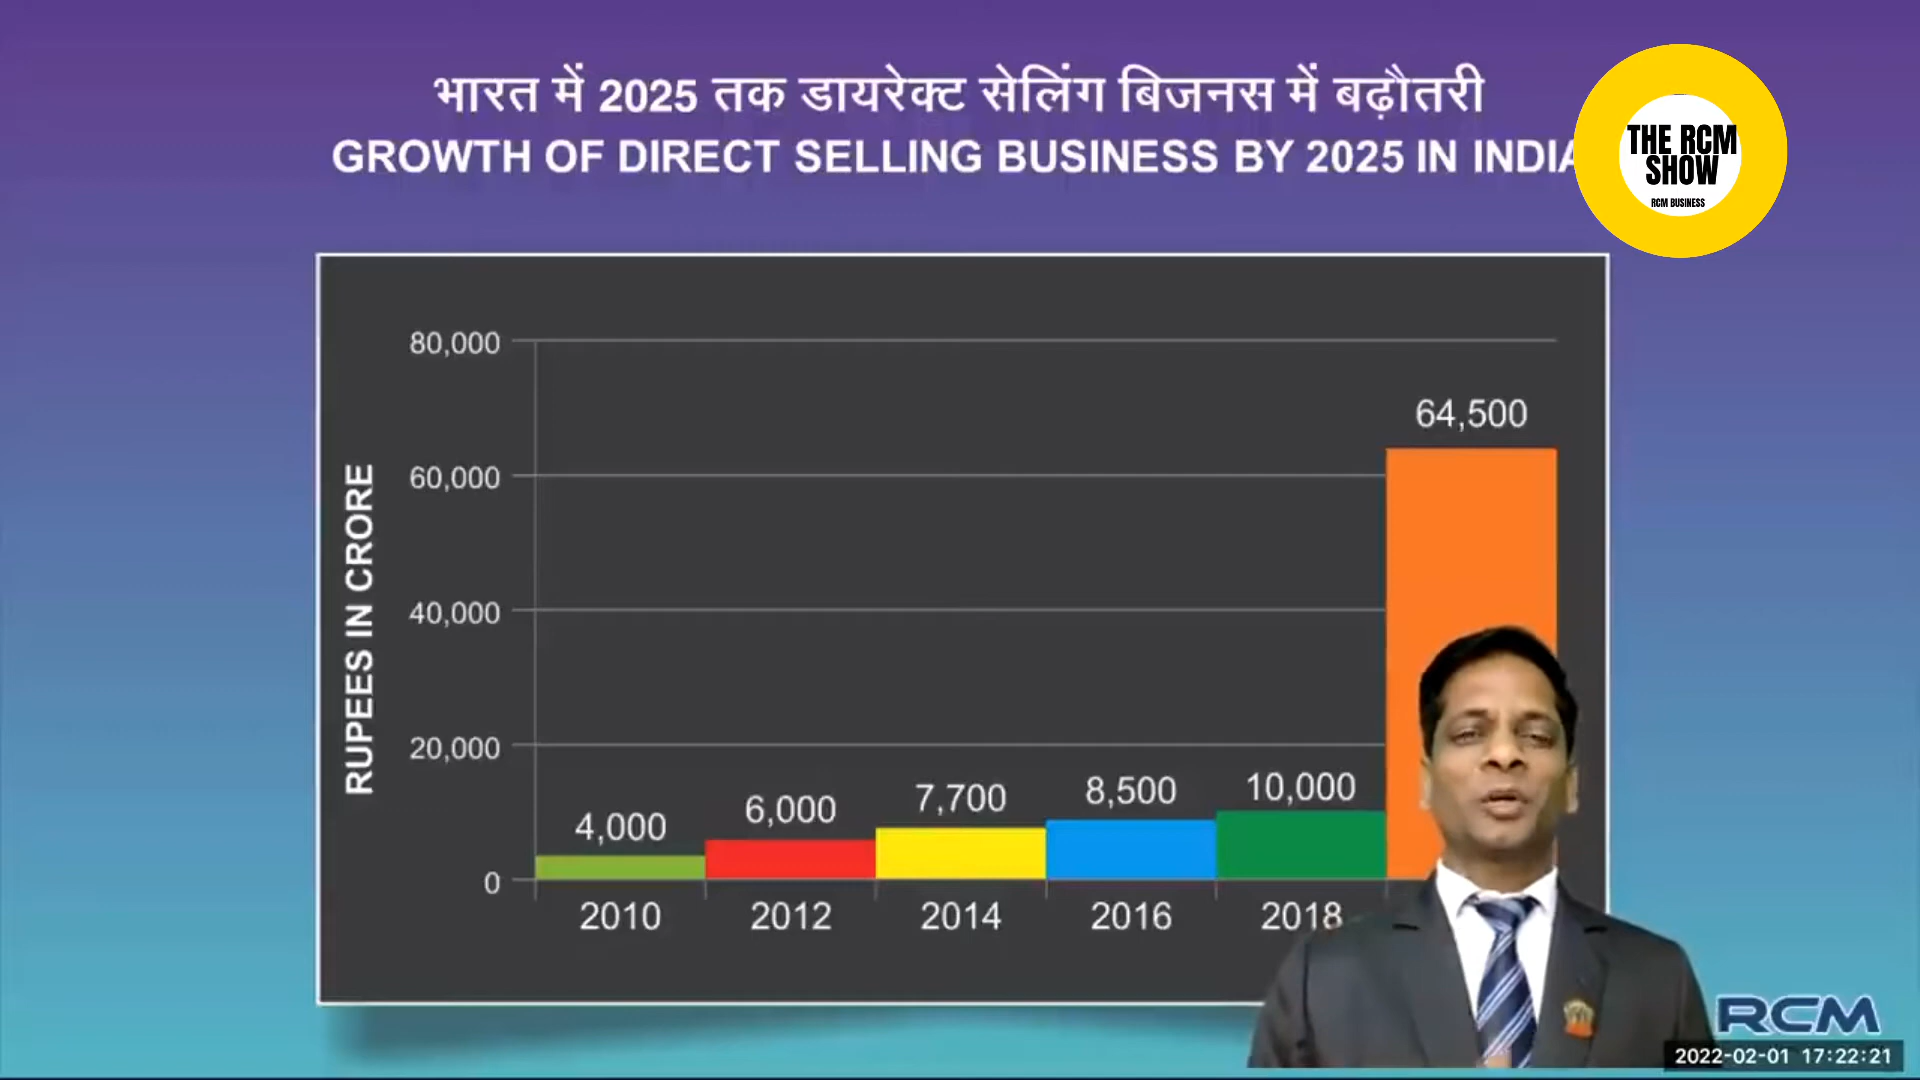 भारत में 2025 तक डायरेक्ट सेलिंग बिजनस में बढ़ौतरी
GROWTH OF DIRECT SELLING BUSINESS BY 2025 IN INDIA
THE RCM
SHOW
RCM BUSINESS
RUPEES IN CRORE
80,000
60,000
40,000
20,000
0
4,000
6,000
7,700
8,500
10,000
64,500
2010
2012
2014
2016
2018
RCM
2022-02-01 17:22:21